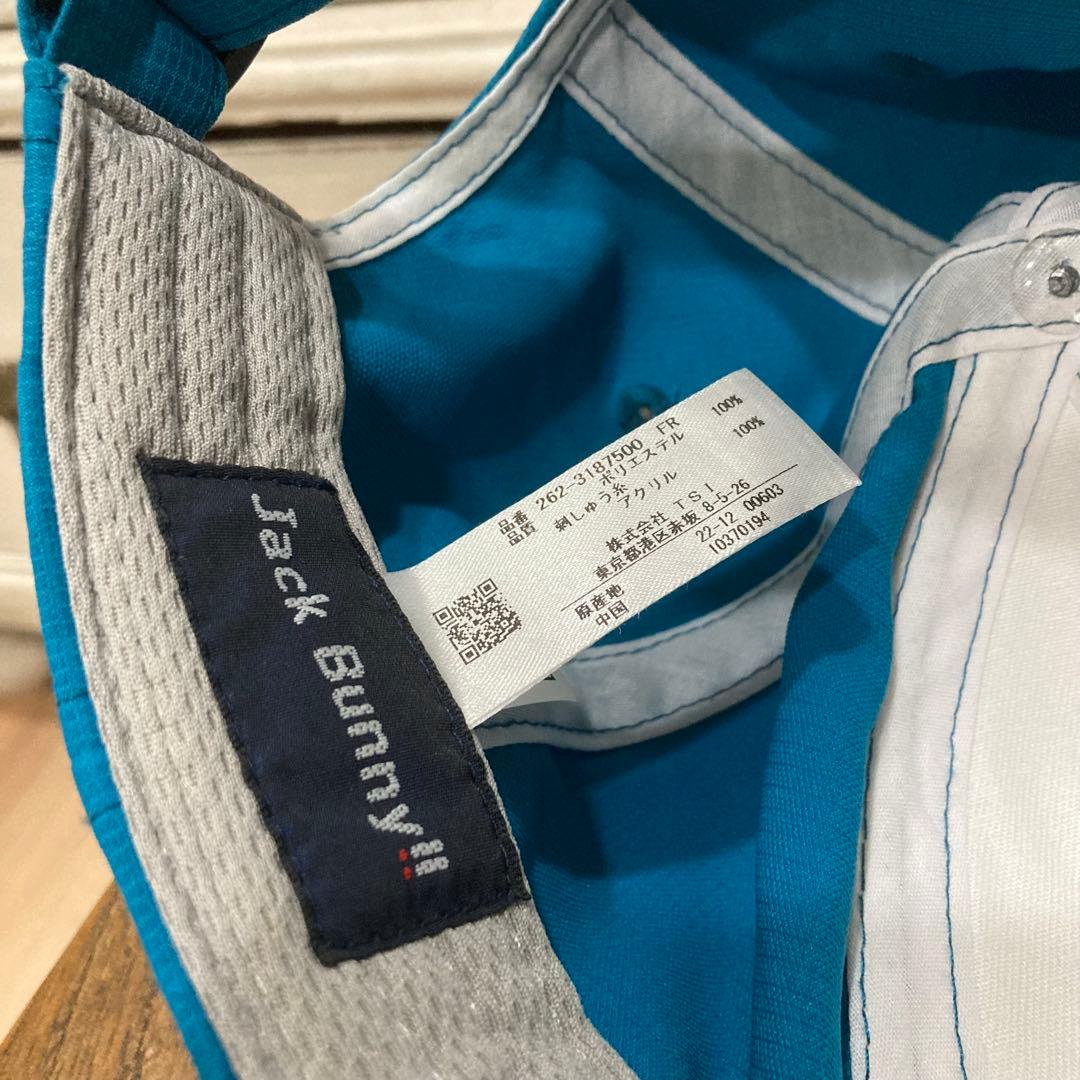 Jack Bunny!!
品番 262-3187500 FR
品質 ポリエステル 100%
刺しゅう糸
アクリル 100%
株式会社 TSI
東京都港区赤坂 8-5-26
22-12 00603
10370194
原産地
中国